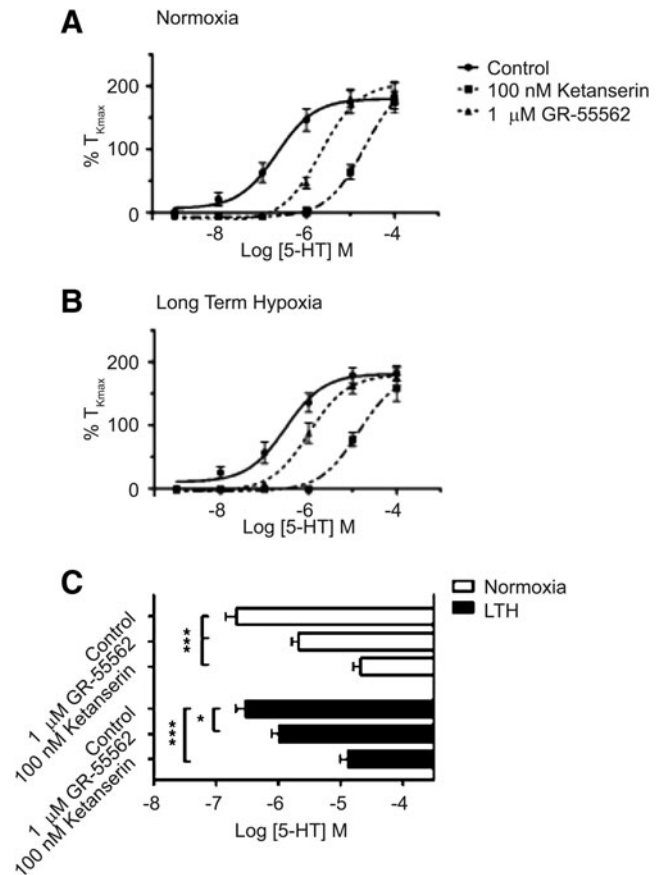 A
Normoxia
% T Kmax
200
100
0
-8
-6
-4
Log [5-HT] M
Control
100 nM Ketanserin
1 μM GR-55562
B
Long Term Hypoxia
% T Kmax
200
100
0
-8
-6
-4
Log [5-HT] M
C
Normoxia
LTH
Control
1 μM GR-55562
100 nM Ketanserin
***
Control
1 μM GR-55562
100 nM Ketanserin
***
*
-8
-7
-6
-5
-4
Log [5-HT] M